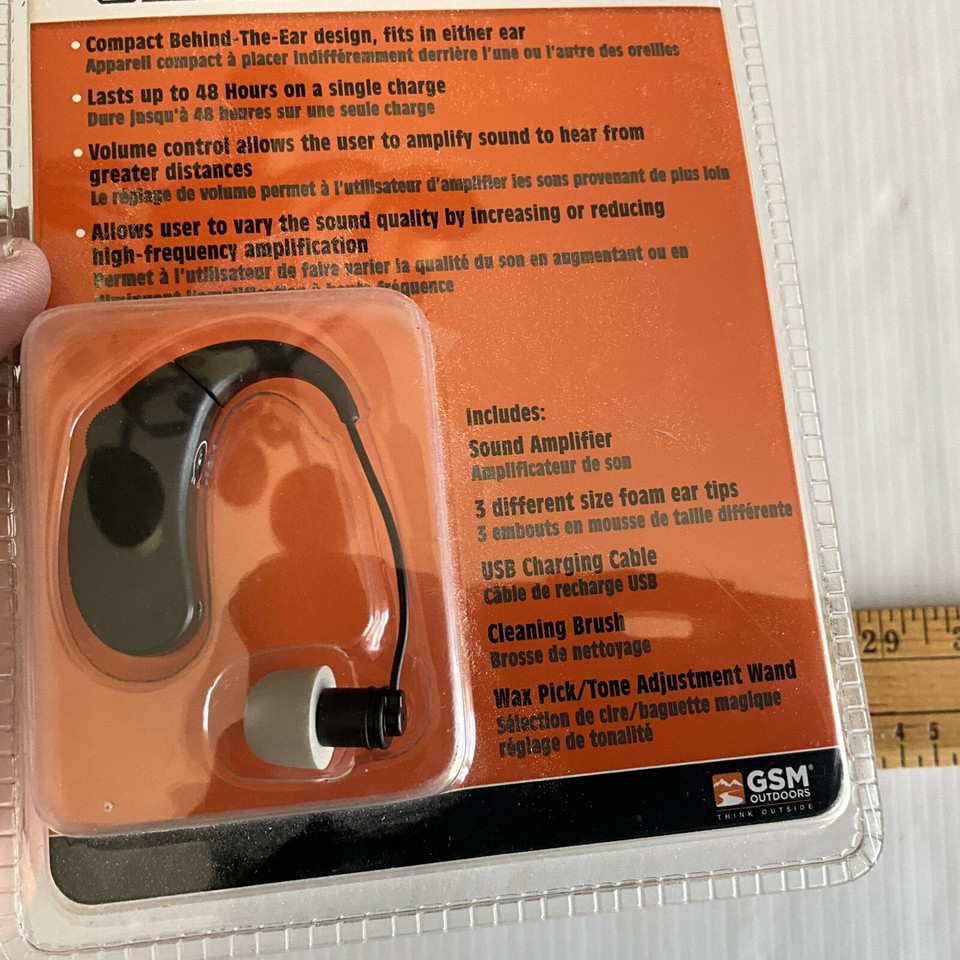 • Compact Behind-The-Ear design, fits in either ear
Appareil compact à placer indifféremment derrière l'une ou l'autre des oreilles
• Lasts up to 48 Hours on a single charge
Dure jusqu'à 48 heures sur une seule charge
• Volume control allows the user to amplify sound to hear from
greater distances
Le réglage de volume permet à l'utilisateur d'amplifier les sons provenant de plus loin
• Allows user to vary the sound quality by increasing or reducing
high-frequency amplification
Permet à l'utilisateur de faire varier la qualité du son en augmentant ou en
diminuant l'amplification à haute fréquence
Includes:
Sound Amplifier
Amplificateur de son
3 different size foam ear tips
3 embouts en mousse de taille différente
USB Charging Cable
Câble de recharge USB
Cleaning Brush
Brosse de nettoyage
Wax Pick/Tone Adjustment Wand
Sélection de cire/baguette magique
réglage de tonalité
GSM®
OUTDOORS
THINK OUTSIDE
29 3
4 5